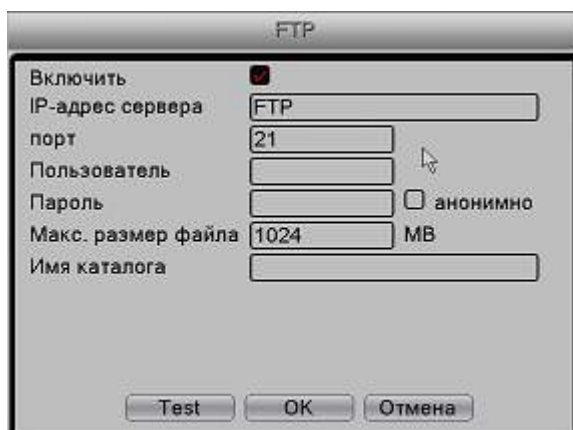 FTP
Включить
IP-адрес сервера FTP
порт 21
Пользователь
Пароль анонимно
Макс. размер файла 1024 MB
Имя каталога
Test OK Отмена